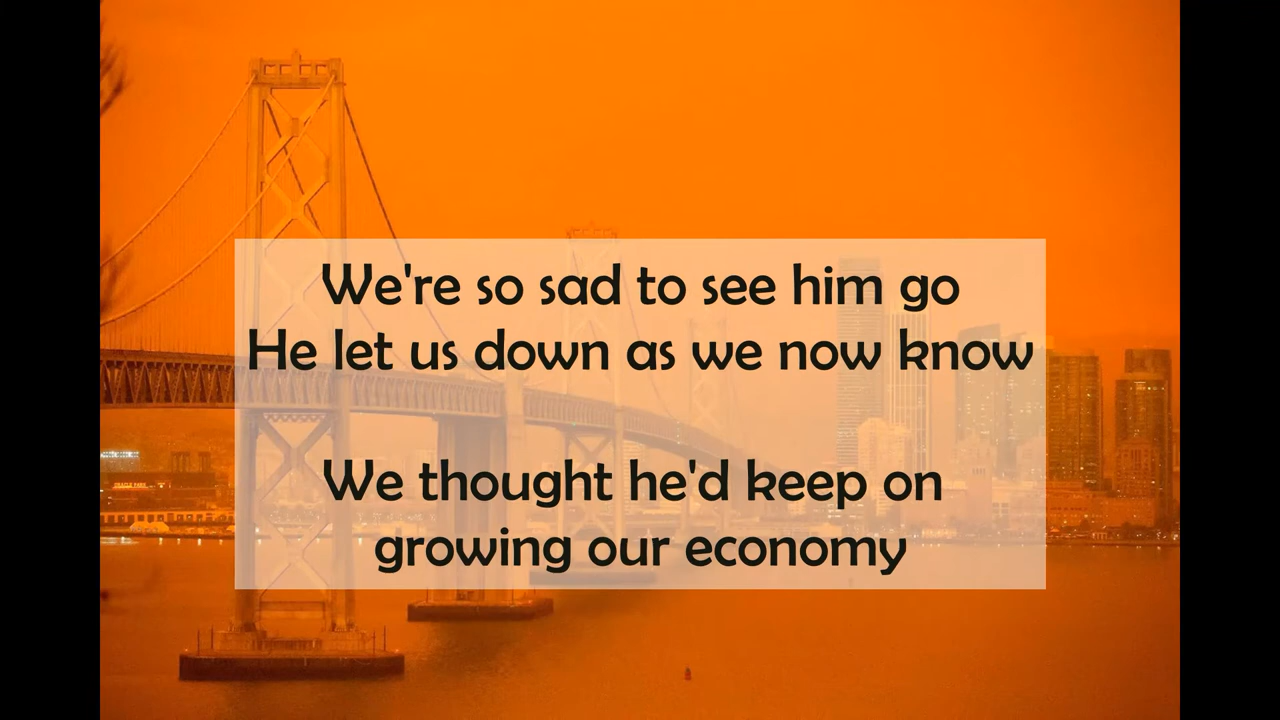 We're so sad to see him go
He let us down as we now know
We thought he'd keep on
growing our economy